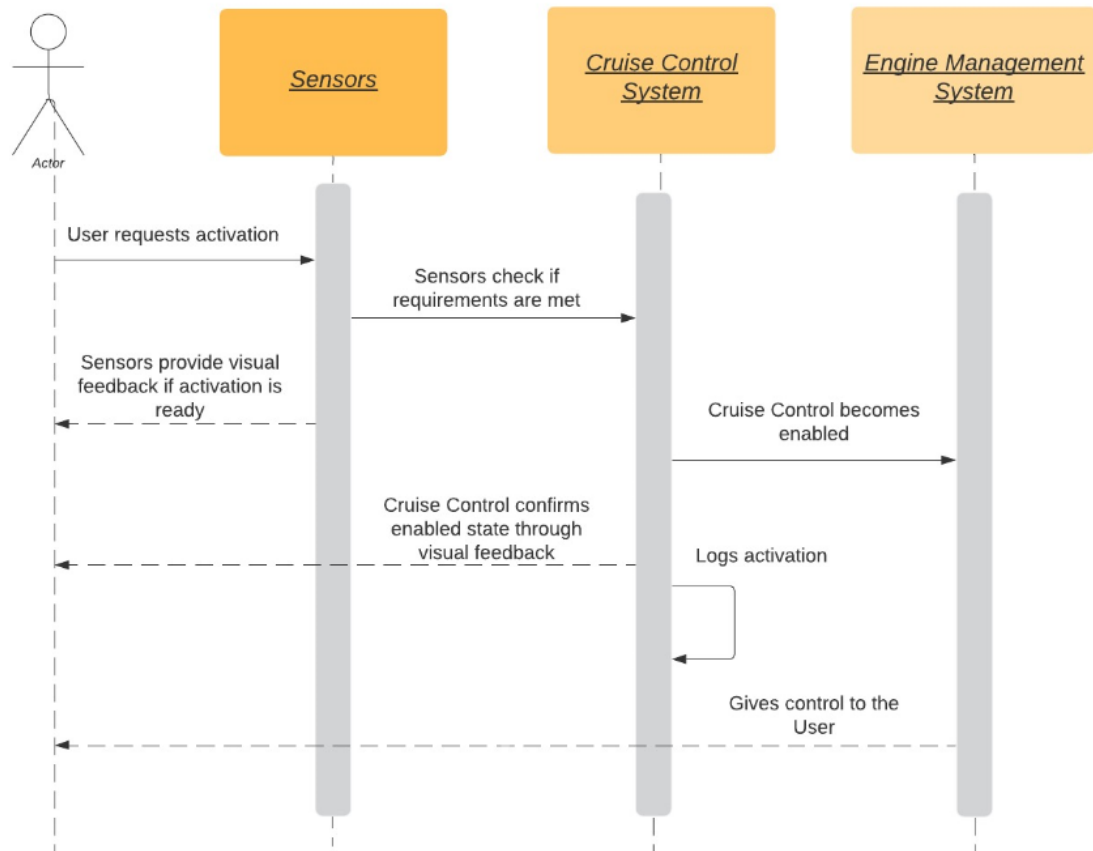 Sensors
Cruise Control
System
Engine Management
System
Actor
User requests activation
Sensors check if
requirements are met
Sensors provide visual
feedback if activation is
ready
Cruise Control becomes
enabled
Cruise Control confirms
enabled state through
visual feedback
Logs activation
Gives control to the
User